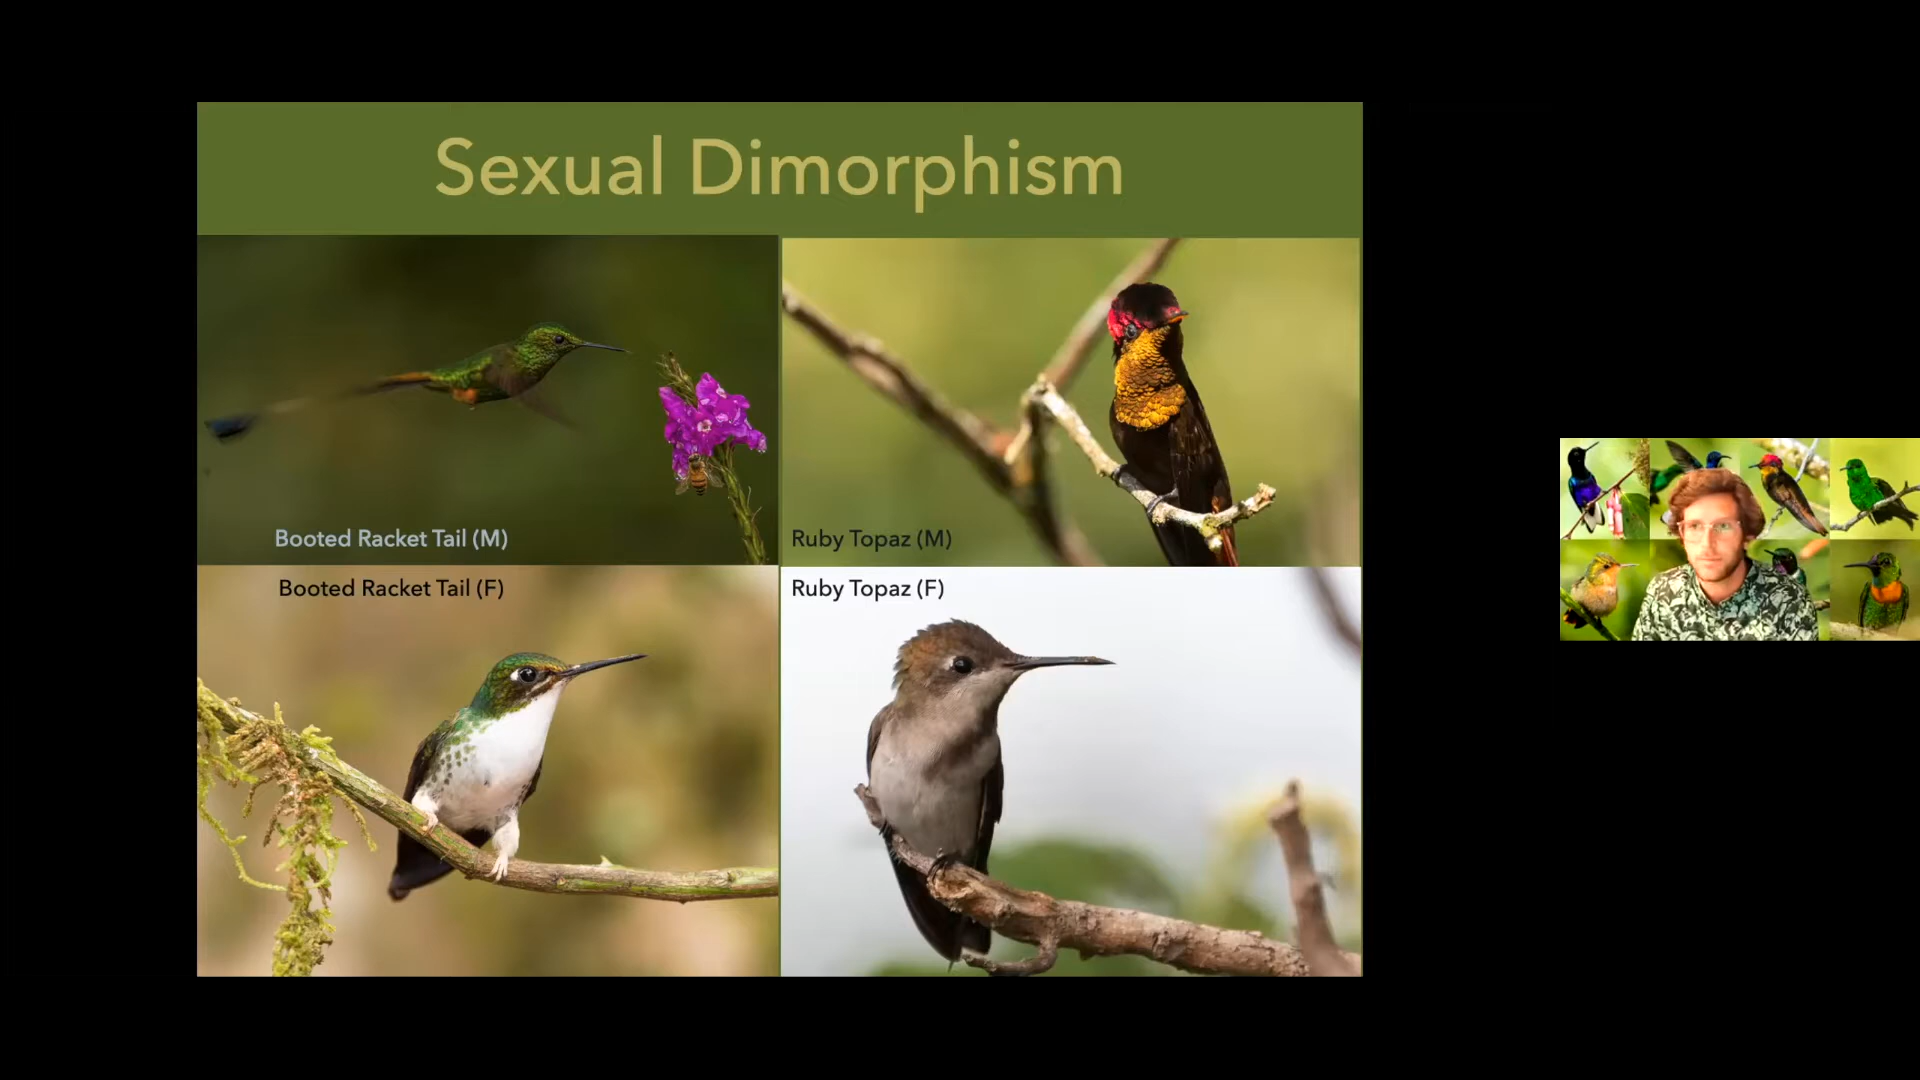 Sexual Dimorphism
Booted Racket Tail (M)
Ruby Topaz (M)
Booted Racket Tail (F)
Ruby Topaz (F)